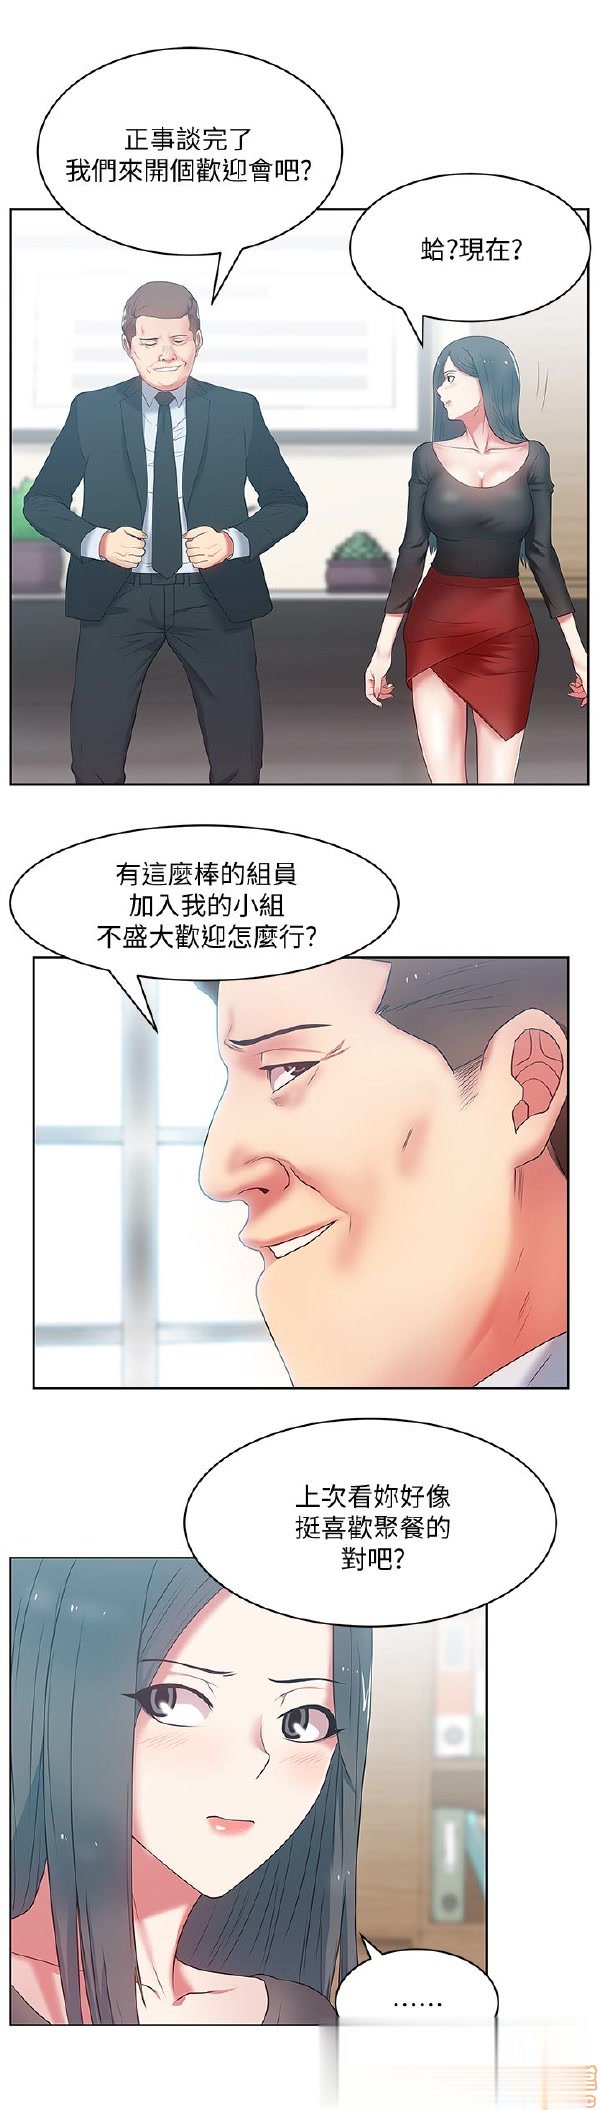 正事談完了
我們來開個歡迎會吧?
蛤?現在?
有這麼棒的組員
加入我的小組
不盛大歡迎怎麼行?
上次看妳好像
挺喜歡聚餐的
對吧?
……